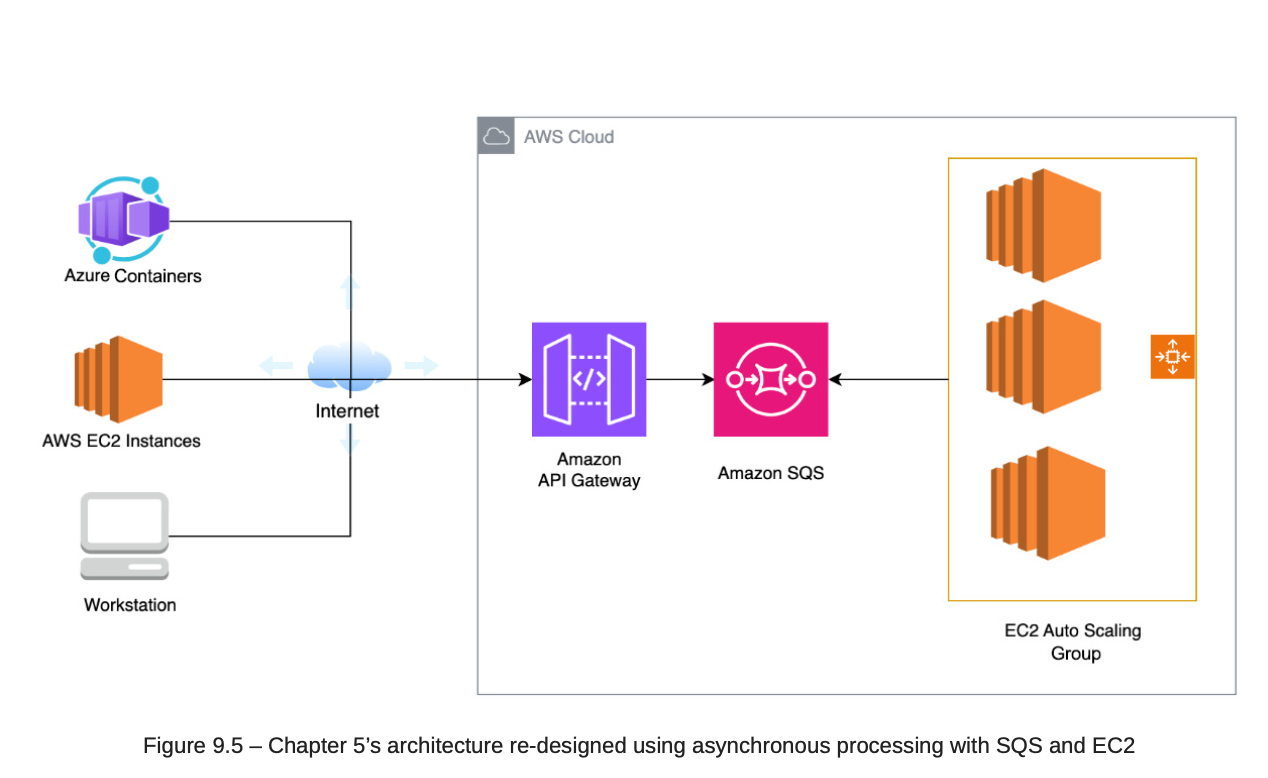 AWS Cloud
Azure Containers
AWS EC2 Instances
Internet
Workstation
Amazon
API Gateway
Amazon SQS
EC2 Auto Scaling
Group
Figure 9.5 – Chapter 5’s architecture re-designed using asynchronous processing with SQS and EC2